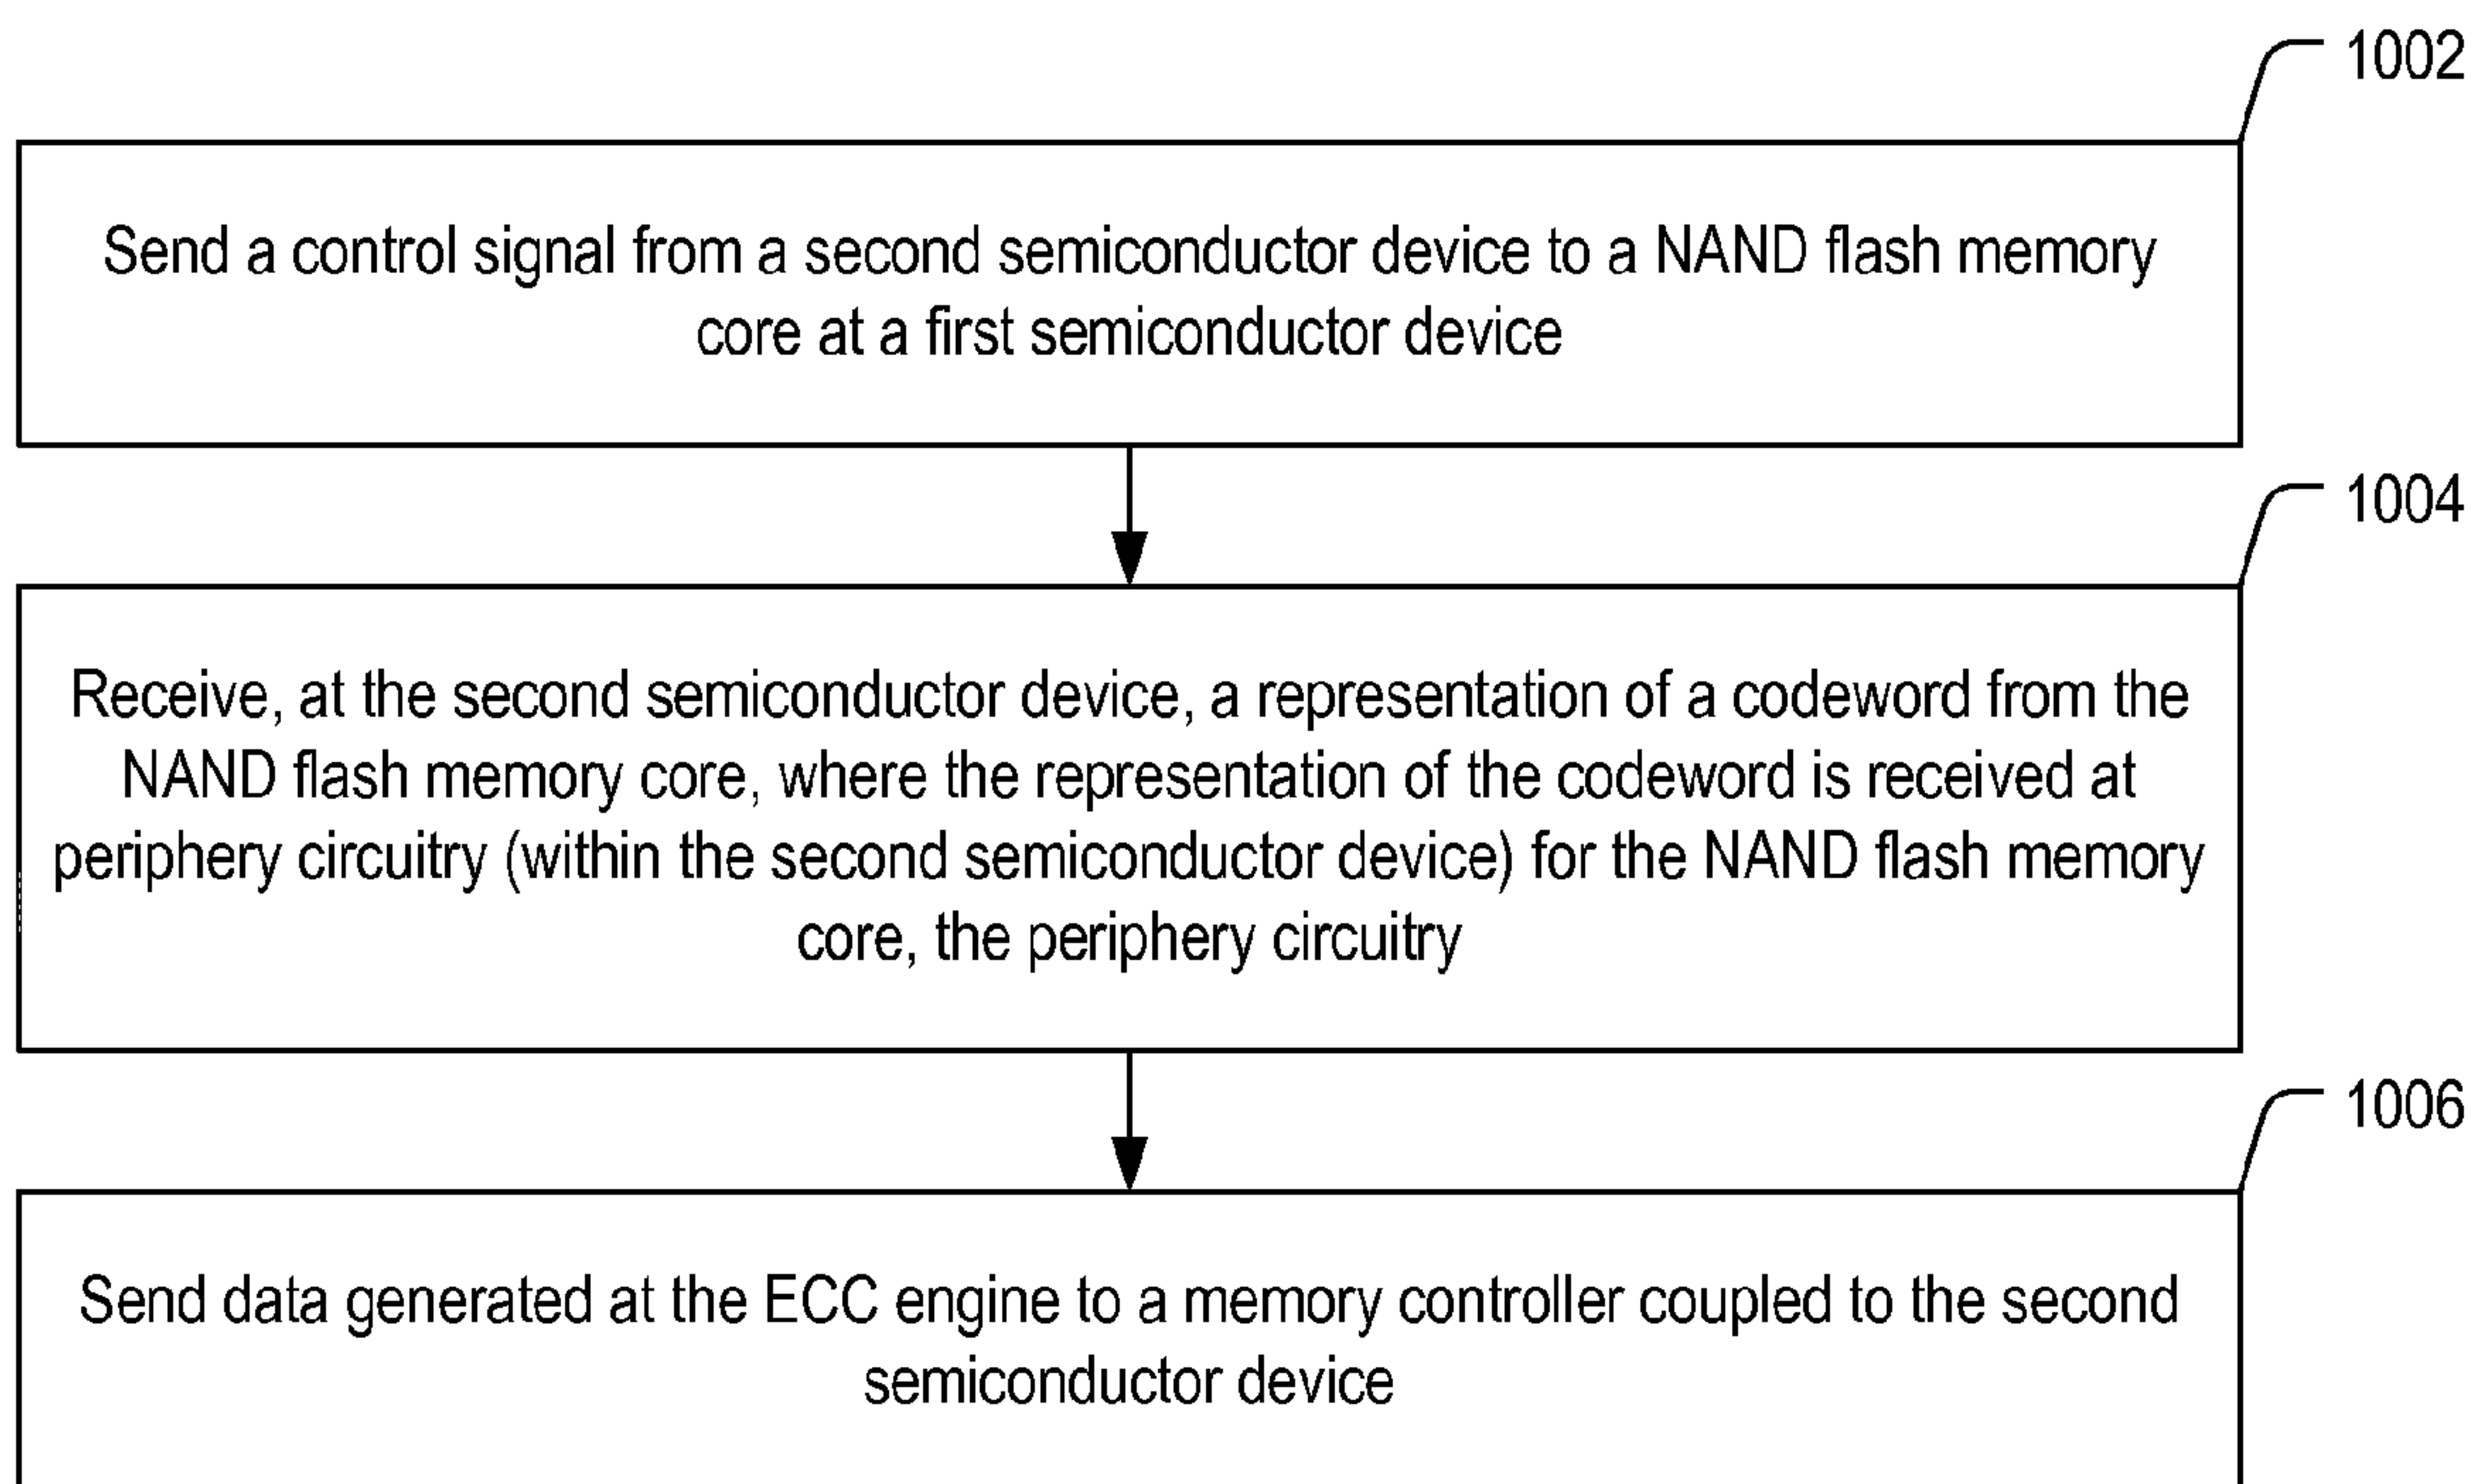 1002
Send a control signal from a second semiconductor device to a NAND flash memory
core at a first semiconductor device
1004
Receive, at the second semiconductor device, a representation of a codeword from the
NAND flash memory core, where the representation of the codeword is received at
periphery circuitry (within the second semiconductor device) for the NAND flash memory
core, the periphery circuitry
1006
Send data generated at the ECC engine to a memory controller coupled to the second
semiconductor device